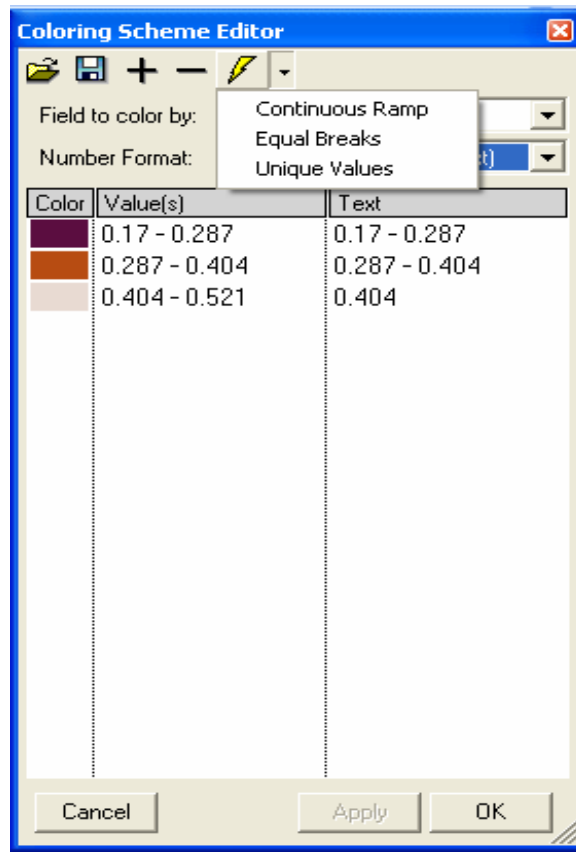 Coloring Scheme Editor
Field to color by:
Continuous Ramp
Equal Breaks
Unique Values
Number Format:
Color Value(s) Text
0.17 - 0.287 0.17 - 0.287
0.287 - 0.404 0.287 - 0.404
0.404 - 0.521 0.404
Cancel Apply OK